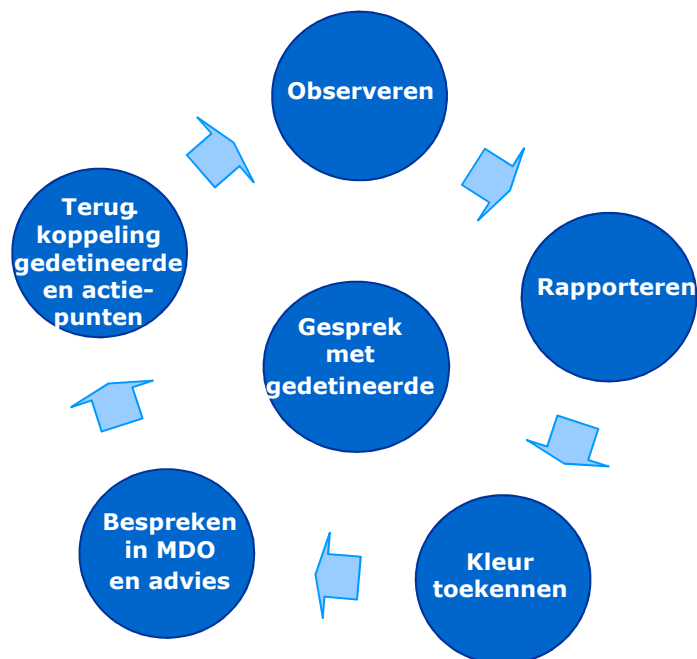 Observeren
Terug-
koppeling
gedetineerde
en actie-
punten
Rapporteren
Gesprek
met
gedetineerde
Bespreken
in MDO
en advies
Kleur
toekennen